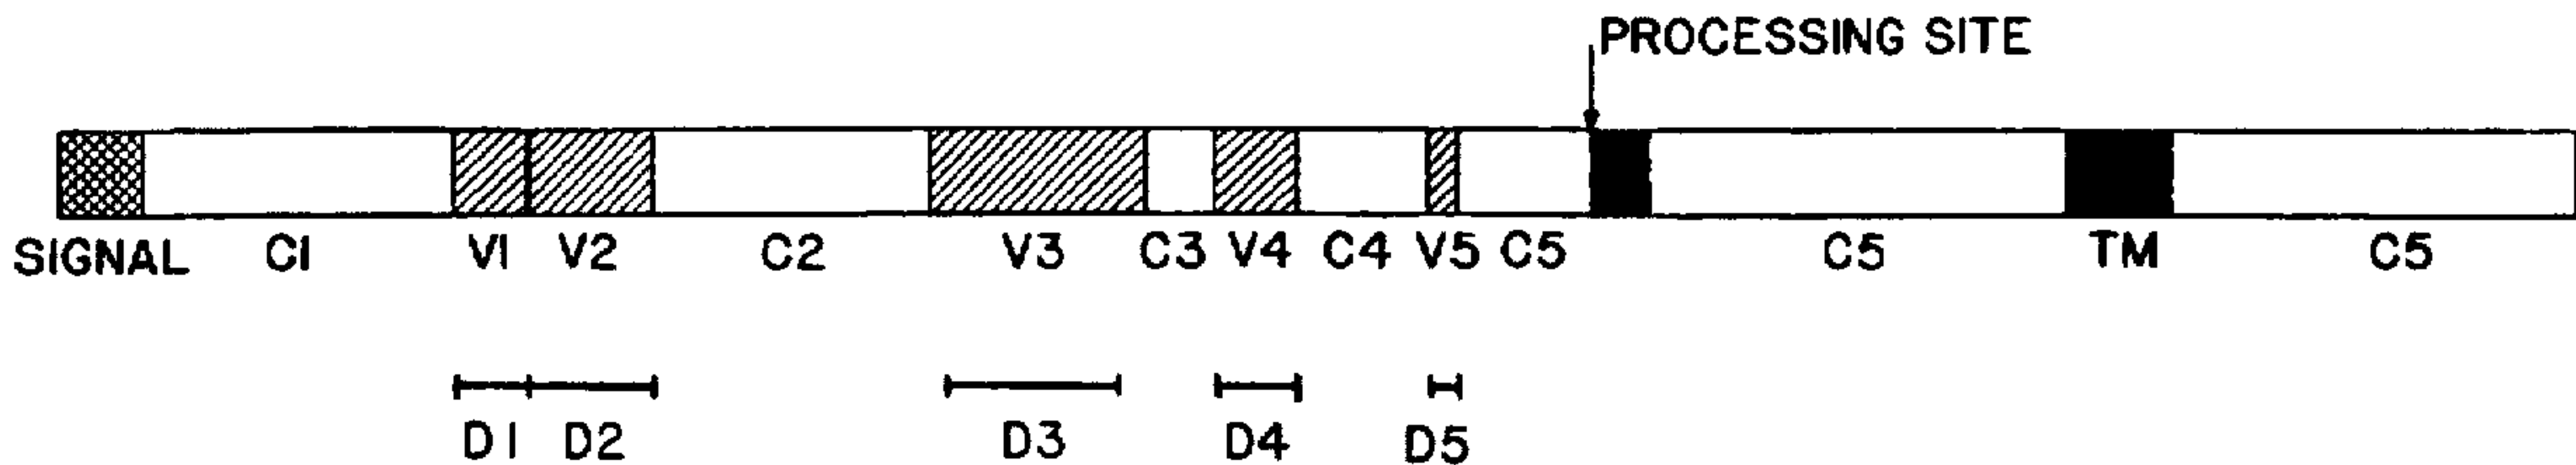 PROCESSING SITE
SIGNAL C1 V1 V2 C2 V3 C3 V4 C4 V5 C5 C5 TM C5
D1 D2 D3 D4 D5